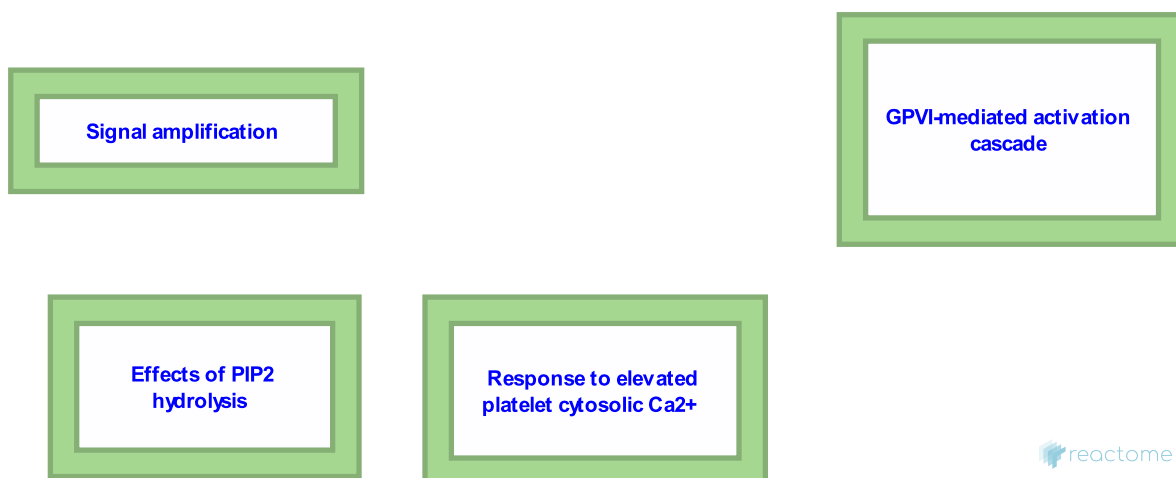 Signal amplification
GPVI-mediated activation
cascade
Effects of PIP2
hydrolysis
Response to elevated
platelet cytosolic Ca2+
reactome